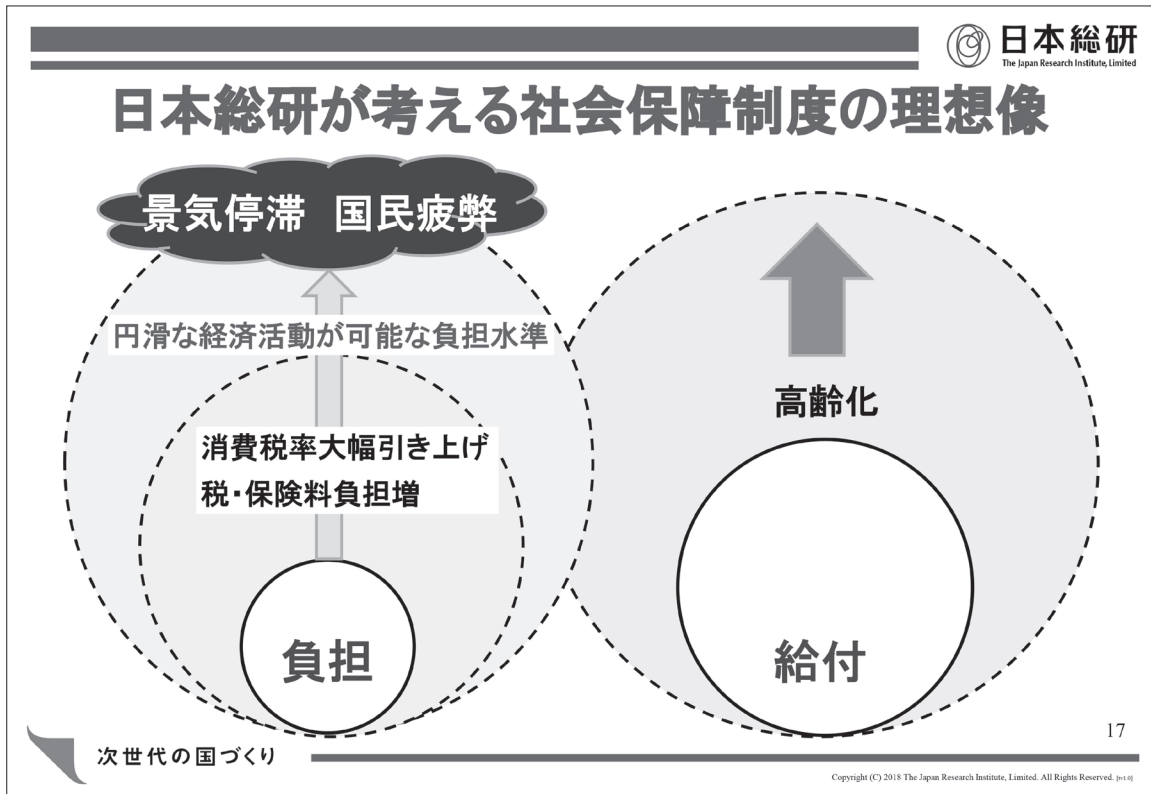 日本総研
The Japan Research Institute, Limited
日本総研が考える社会保障制度の理想像
景気停滞 国民疲弊
円滑な経済活動が可能な負担水準
消費税率大幅引き上げ
税・保険料負担増
負担
高齢化
給付
17
次世代の国づくり
Copyright (C) 2018 The Japan Research Institute, Limited. All Rights Reserved. [tv1.0]